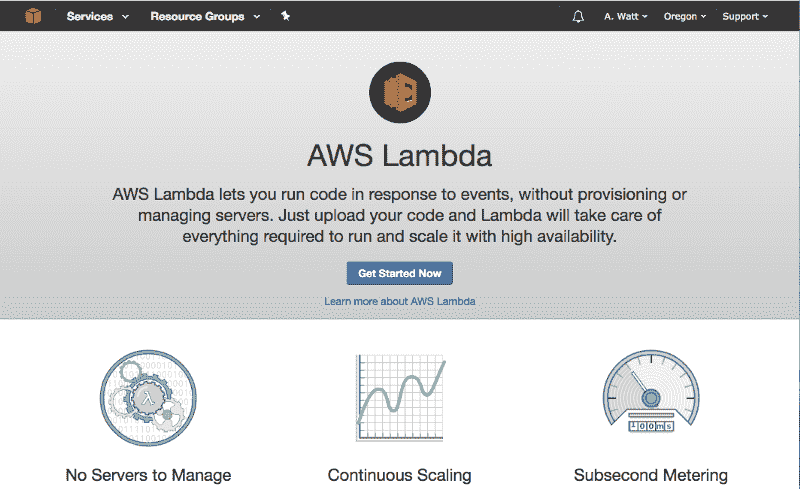 Services Resource Groups A. Watt Oregon Support
AWS Lambda
AWS Lambda lets you run code in response to events, without provisioning or
managing servers. Just upload your code and Lambda will take care of
everything required to run and scale it with high availability.
Get Started Now
Learn more about AWS Lambda
λ
100ms
No Servers to Manage
Continuous Scaling
Subsecond Metering